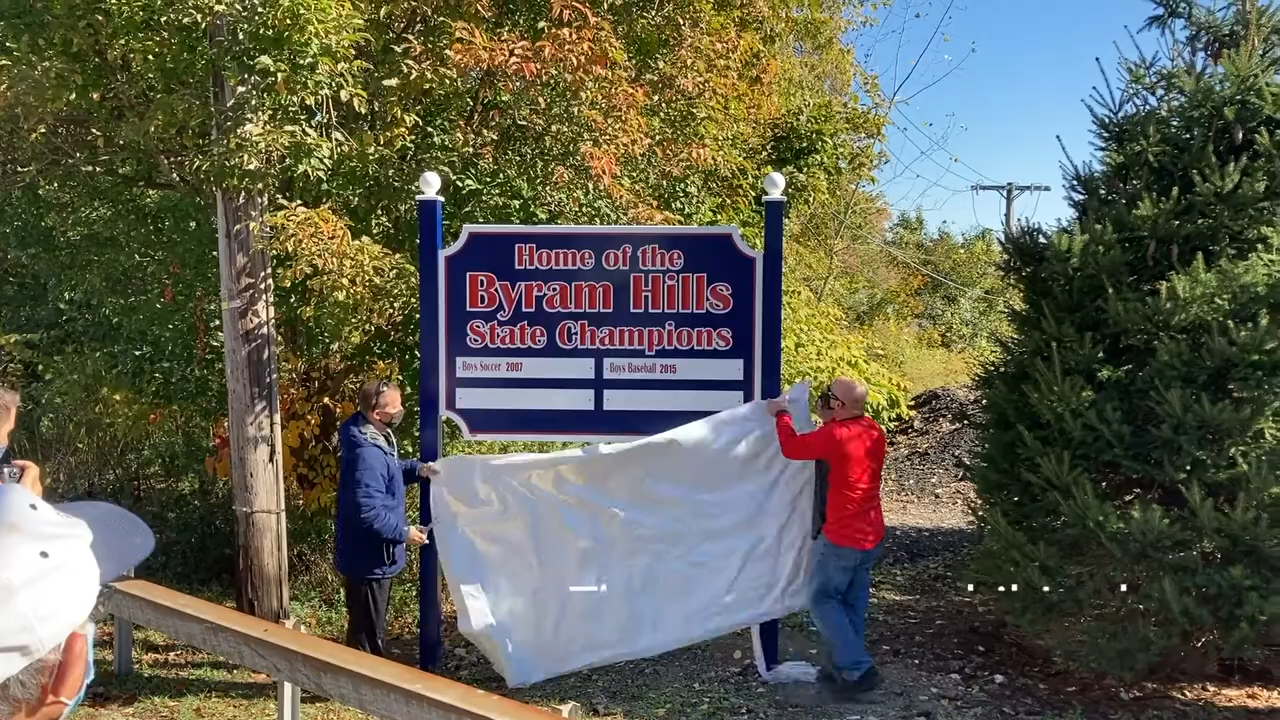 Home of the
Byram Hills
State Champions
Boys Soccer 2007
Boys Baseball 2015